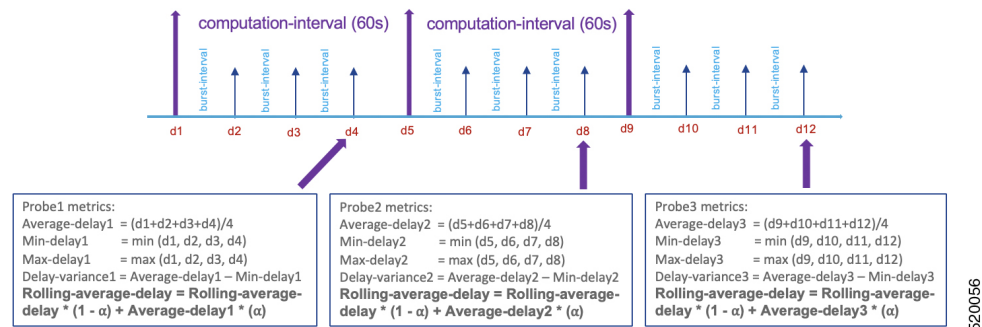 computation-interval (60s)
computation-interval (60s)
burst-interval
burst-interval
burst-interval
burst-interval
burst-interval
burst-interval
burst-interval
burst-interval
burst-interval
d1
d2
d3
d4
d5
d6
d7
d8
d9
d10
d11
d12
Probe1 metrics:
Average-delay1 = (d1+d2+d3+d4)/4
Min-delay1 = min (d1, d2, d3, d4)
Max-delay1 = max (d1, d2, d3, d4)
Delay-variance1 = Average-delay1 – Min-delay1
Rolling-average-delay = Rolling-average-
delay * (1 - α) + Average-delay1 * (α)
Probe2 metrics:
Average-delay2 = (d5+d6+d7+d8)/4
Min-delay2 = min (d5, d6, d7, d8)
Max-delay2 = max (d5, d6, d7, d8)
Delay-variance2 = Average-delay2 – Min-delay2
Rolling-average-delay = Rolling-average-
delay * (1 - α) + Average-delay2 * (α)
Probe3 metrics:
Average-delay3 = (d9+d10+d11+d12)/4
Min-delay3 = min (d9, d10, d11, d12)
Max-delay3 = max (d9, d10, d11, d12)
Delay-variance3 = Average-delay3 – Min-delay3
Rolling-average-delay = Rolling-average-
delay * (1 - α) + Average-delay3 * (α)
520056